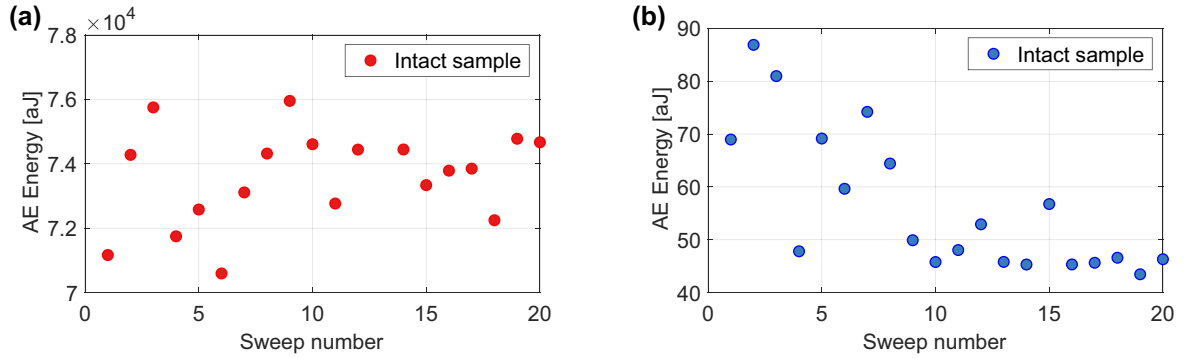 (a)
×10⁴
7.8
7.6
7.4
7.2
7
AE Energy [aJ]
Intact sample
0 5 10 15 20
Sweep number
(b)
90
80
70
60
50
40
AE Energy [aJ]
Intact sample
0 5 10 15 20
Sweep number